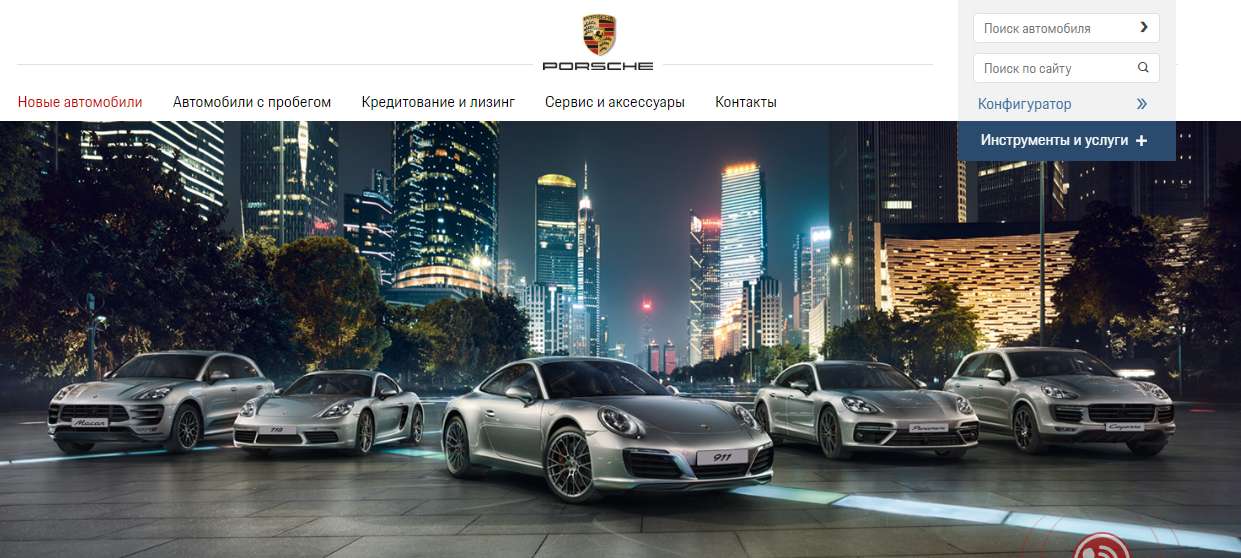 PORSCHE
PORSCHE
Поиск автомобиля
Поиск по сайту
Конфигуратор
Инструменты и услуги
Новые автомобили
Автомобили с пробегом
Кредитование и лизинг
Сервис и аксессуары
Контакты
Macan
718
911
Panamera
Cayenne